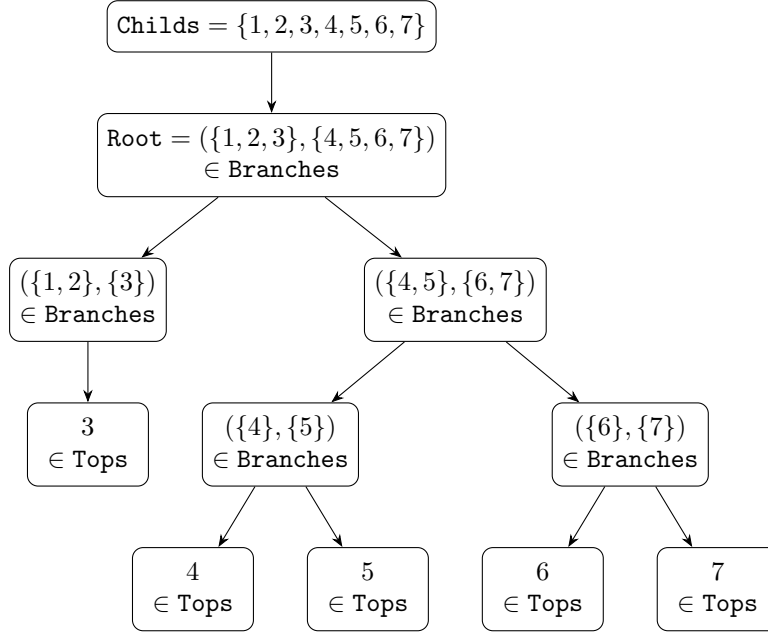 Childs = {1, 2, 3, 4, 5, 6, 7}
Root = ({1, 2, 3}, {4, 5, 6, 7})
∈ Branches
({1, 2}, {3})
∈ Branches
({4, 5}, {6, 7})
∈ Branches
3
∈ Tops
({4}, {5})
∈ Branches
({6}, {7})
∈ Branches
4
∈ Tops
5
∈ Tops
6
∈ Tops
7
∈ Tops